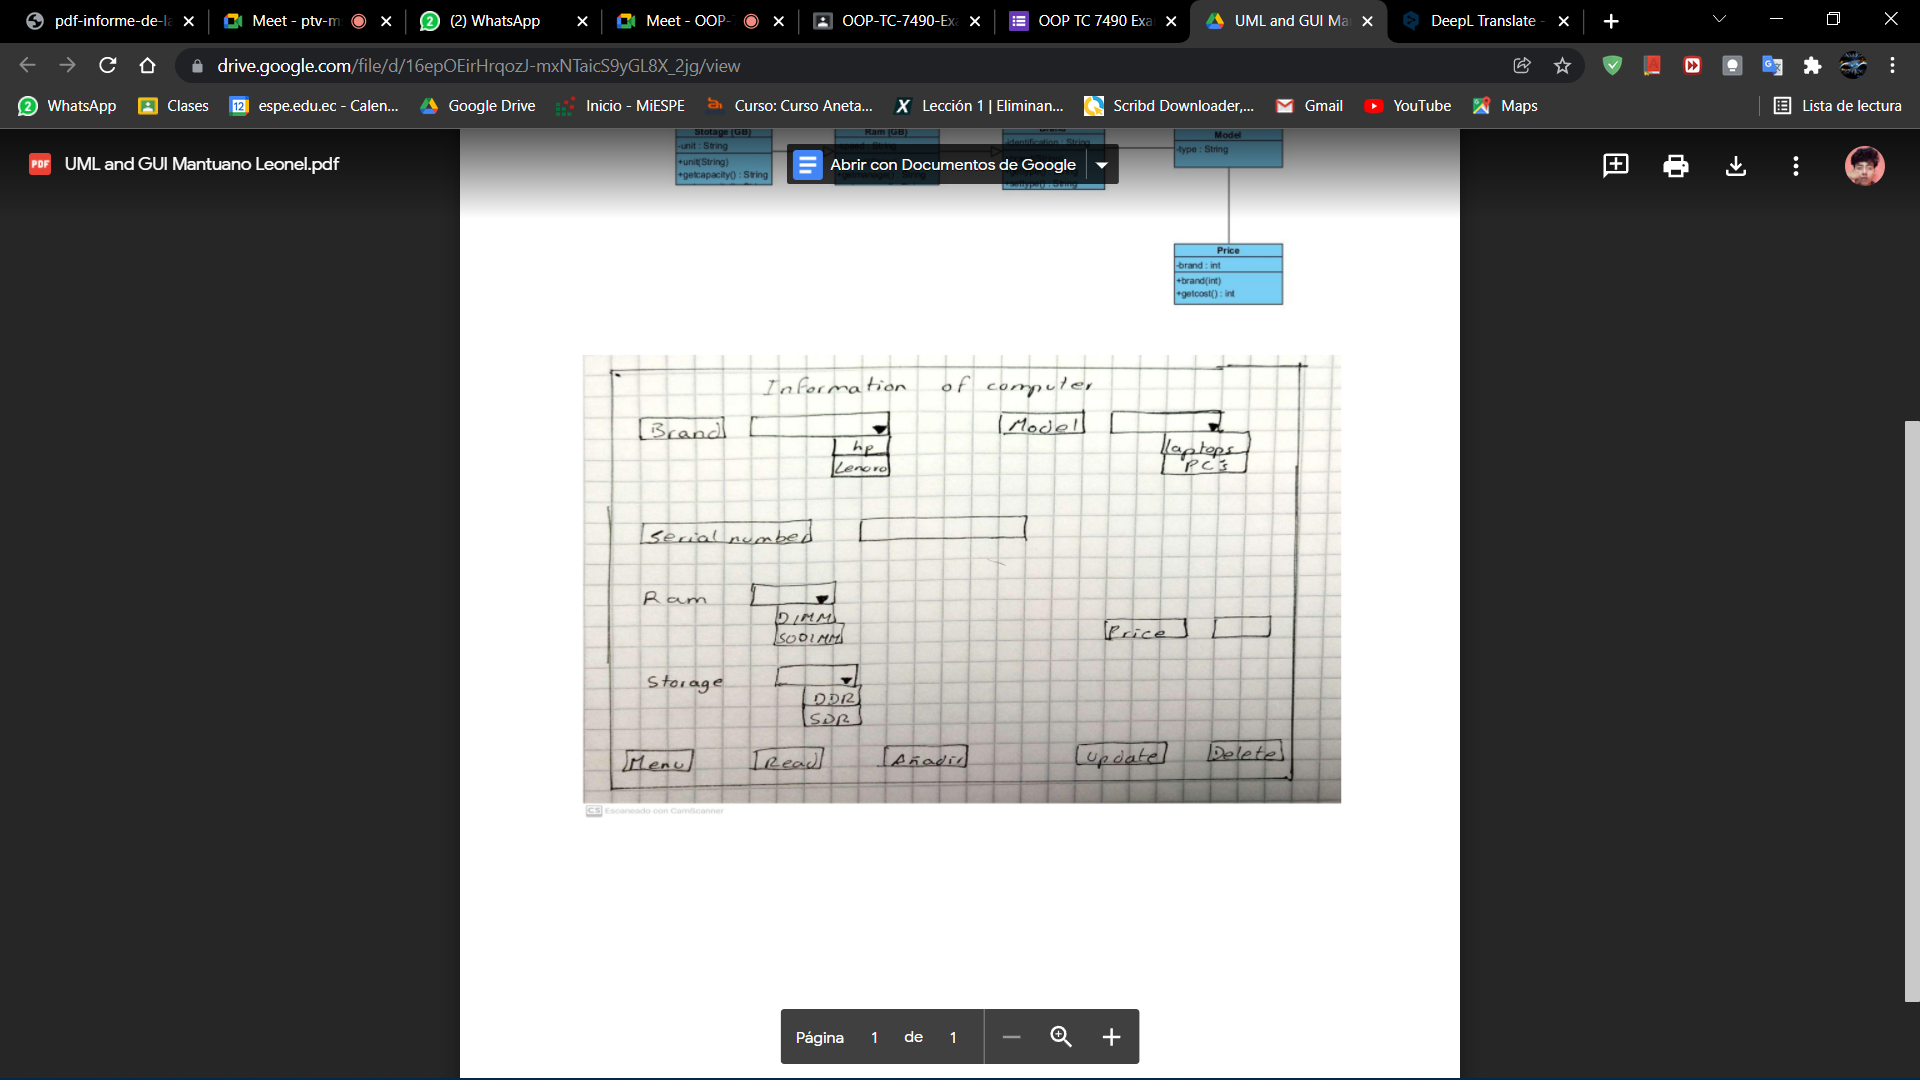 pdf-informe-de-la
Meet - ptv-m
(2) WhatsApp
Meet - OOP-
OOP-TC-7490-Ex
OOP TC 7490 Exa
UML and GUI Ma
DeepL Translate -
drive.google.com/file/d/16epOEirHrqozJ-mxNTaicS9yGL8X_2jg/view
WhatsApp
Clases
espe.edu.ec - Calen...
Google Drive
Inicio - MiESPE
Curso: Curso Aneta...
Lección 1 | Eliminan...
Scribd Downloader,...
Gmail
YouTube
Maps
Lista de lectura
PDF
UML and GUI Mantuano Leonel.pdf
Abrir con Documentos de Google
Stotage (GB)
-unit : String
+unit(String)
+getcapacity() : String
Ram (GB)
identification : String
Model
-type : String
Price
-brand : int
+brand(int)
+getcost() : int
Information of computer
Brand
hp
Lenovo
Model
laptops
PC's
Serial number
Ram
DIMM
SODIMM
Price
Storage
DDR
SDR
Menu
Read
Añadir
Update
Delete
CS Escaneado con CamScanner
Página 1 de 1